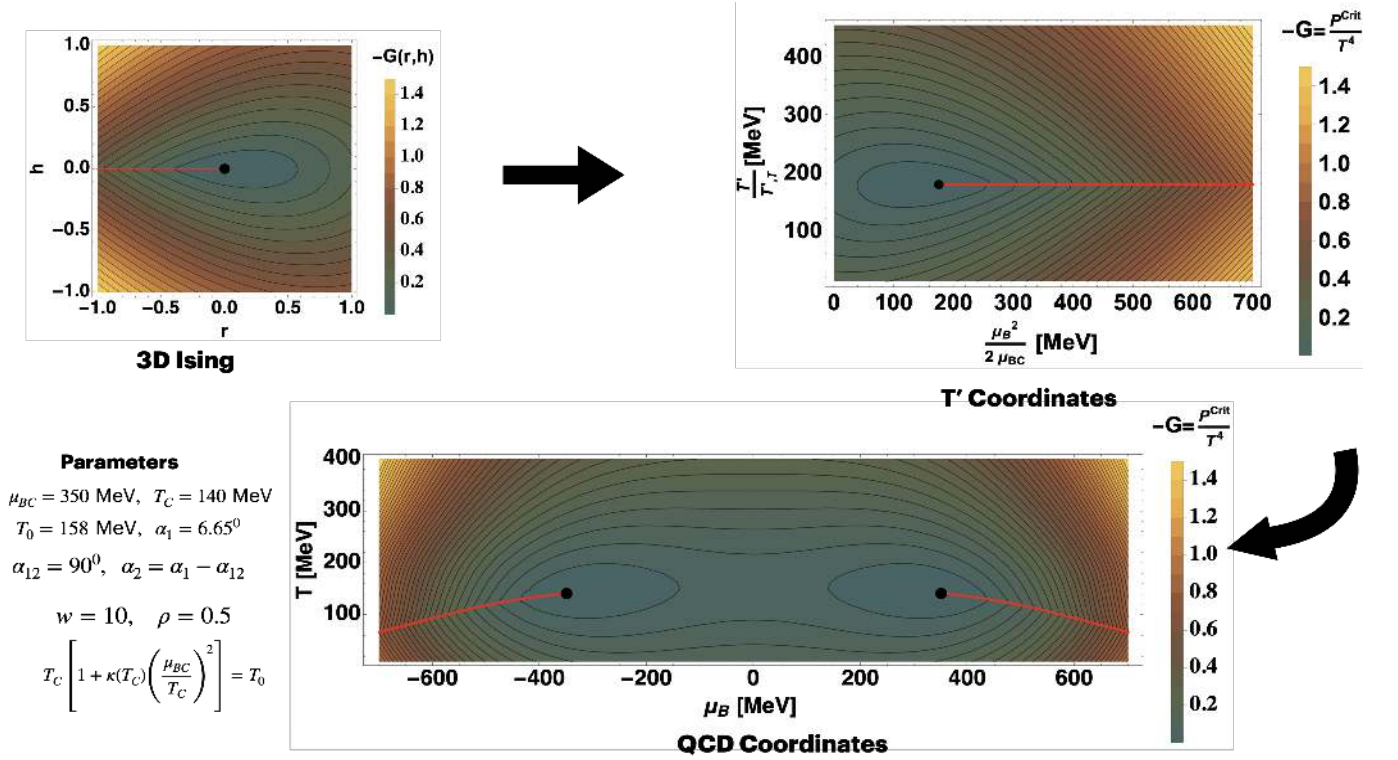 1.0
0.5
0.0
−0.5
−1.0
h
−1.0 −0.5 0.0 0.5 1.0
r
−G(r,h)
1.4
1.2
1.0
0.8
0.6
0.4
0.2
3D Ising
400
300
200
100
T′/T′,T [MeV]
0 100 200 300 400 500 600 700
μB²/2 μBC [MeV]
−G= P^Crit/T⁴
1.4
1.2
1.0
0.8
0.6
0.4
0.2
T′ Coordinates
Parameters
μBC = 350 MeV, TC = 140 MeV
T0 = 158 MeV, α1 = 6.65⁰
α12 = 90⁰, α2 = α1 − α12
w = 10, ρ = 0.5
TC [1 + κ(TC)(μBC/TC)²] = T0
400
300
200
100
T [MeV]
−600 −400 −200 0 200 400 600
μB [MeV]
−G= P^Crit/T⁴
1.4
1.2
1.0
0.8
0.6
0.4
0.2
QCD Coordinates